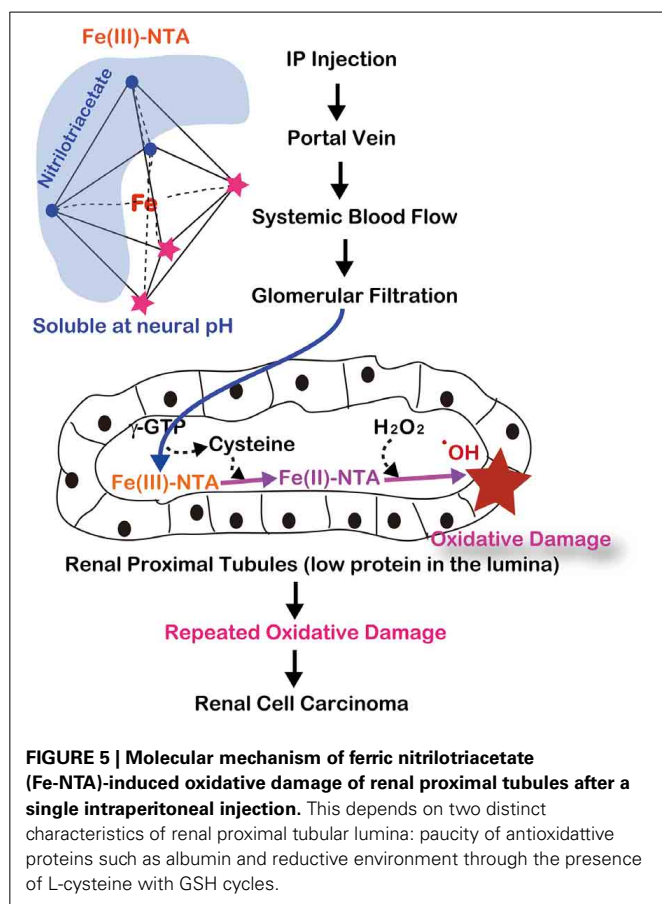 Fe(III)-NTA
Nitrilotriacetate
Fe
Soluble at neural pH
IP Injection
Portal Vein
Systemic Blood Flow
Glomerular Filtration
γ-GTP
Cysteine
H₂O₂
•OH
Fe(III)-NTA
Fe(II)-NTA
Oxidative Damage
Renal Proximal Tubules (low protein in the lumina)
Repeated Oxidative Damage
Renal Cell Carcinoma
FIGURE 5 | Molecular mechanism of ferric nitrilotriacetate
(Fe-NTA)-induced oxidative damage of renal proximal tubules after a
single intraperitoneal injection. This depends on two distinct
characteristics of renal proximal tubular lumina: paucity of antioxidattive
proteins such as albumin and reductive environment through the presence
of L-cysteine with GSH cycles.